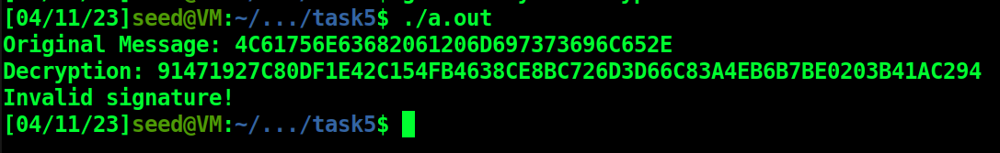 [04/11/23]seed@VM:~/.../task5$ ./a.out
Original Message: 4C61756E63682061206D697373696C652E
Decryption: 91471927C80DF1E42C154FB4638CE8BC726D3D66C83A4EB6B7BE0203B41AC294
Invalid signature!
[04/11/23]seed@VM:~/.../task5$